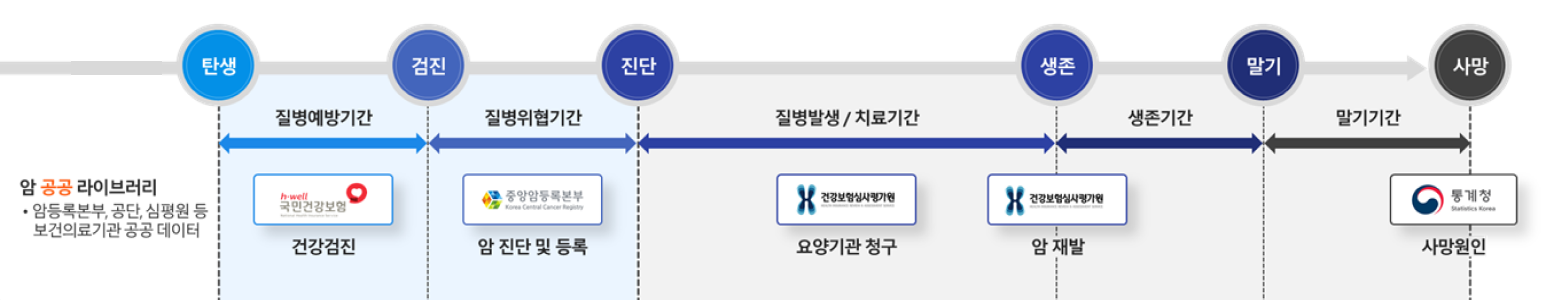 탄생
검진
진단
생존
말기
사망
질병예방기간
질병위협기간
질병발생 / 치료기간
생존기간
말기기간
암 공공 라이브러리
• 암등록본부, 공단, 심평원 등
보건의료기관 공공 데이터
h·well
국민건강보험
중앙암등록본부
Korea Central Cancer Registry
건강보험심사평가원
건강보험심사평가원
통계청
Statistics Korea
건강검진
암 진단 및 등록
요양기관 청구
암 재발
사망원인